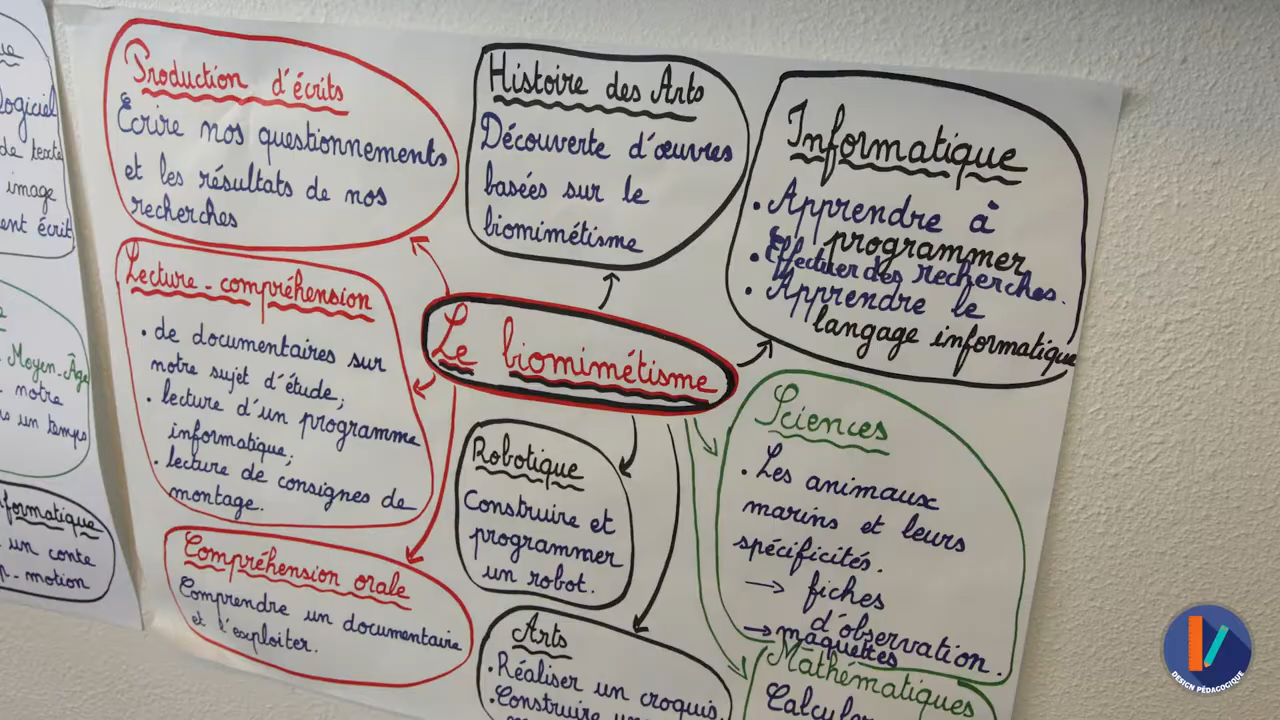 logiciel
de texte
image
écrit
Moyen-Âge
notre
un temps
un conte
motion
Production d'écrits
Ecrire nos questionnements
et les résultats de nos
recherches
Histoire des Arts
Découverte d'œuvres
basées sur le
biomimétisme
Informatique
• Apprendre à
programmer
• Effectuer des recherches.
• Apprendre le
langage informatique
Lecture-compréhension
• de documentaires sur
notre sujet d'étude;
• lecture d'un programme
informatique;
• lecture de consignes de
montage.
Le biomimétisme
Robotique
Construire et
programmer
un robot.
Sciences
• Les animaux
marins et leurs
spécificités.
→ fiches
d'observation.
→ maquettes
Compréhension orale
Comprendre un documentaire
et l'exploiter.
Arts
• Réaliser un croquis.
• Construire
Mathématiques
DESIGN PÉDAGOGIQUE